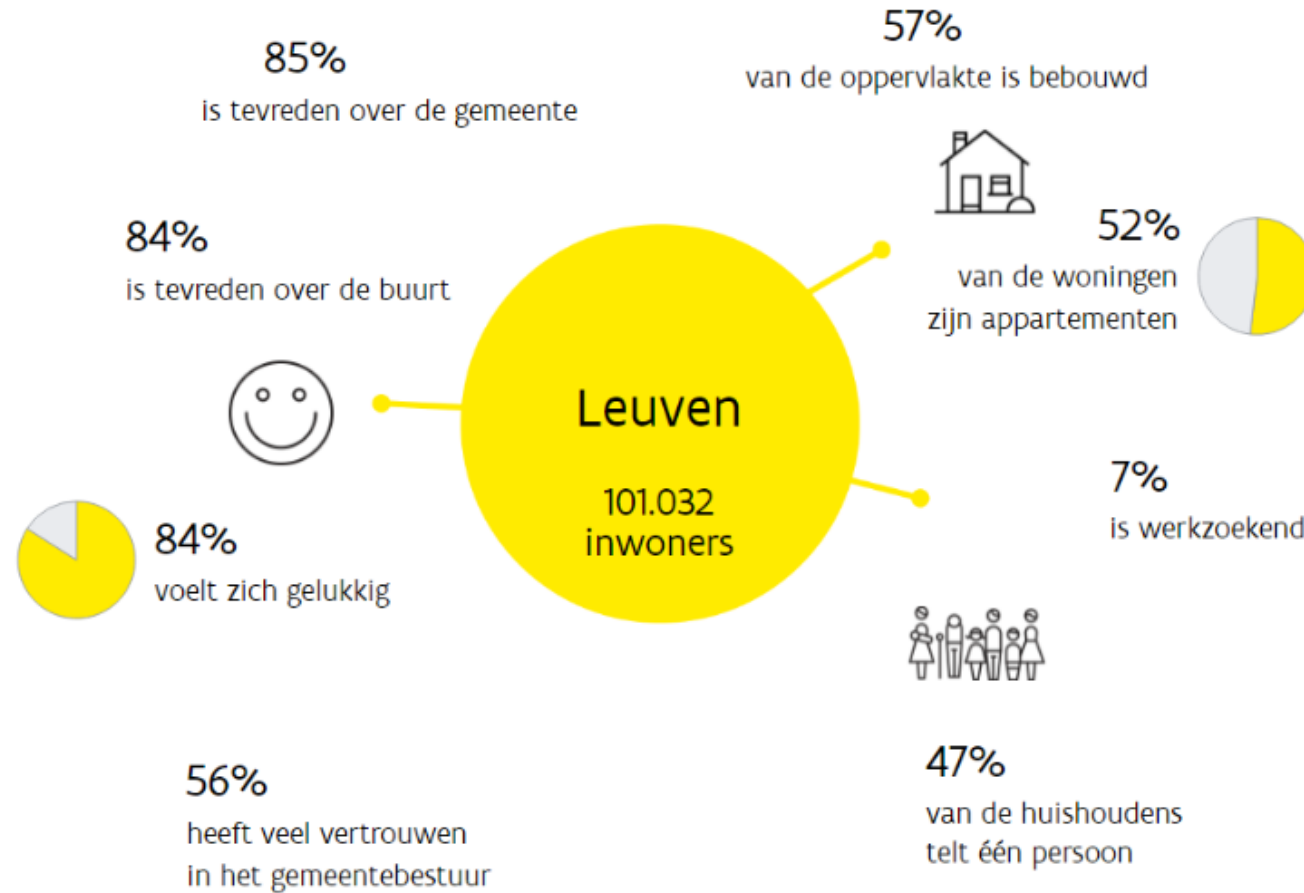 85%
is tevreden over de gemeente
57%
van de oppervlakte is bebouwd
84%
is tevreden over de buurt
52%
van de woningen
zijn appartementen
Leuven
101.032
inwoners
7%
is werkzoekend
84%
voelt zich gelukkig
56%
heeft veel vertrouwen
in het gemeentebestuur
47%
van de huishoudens
telt één persoon